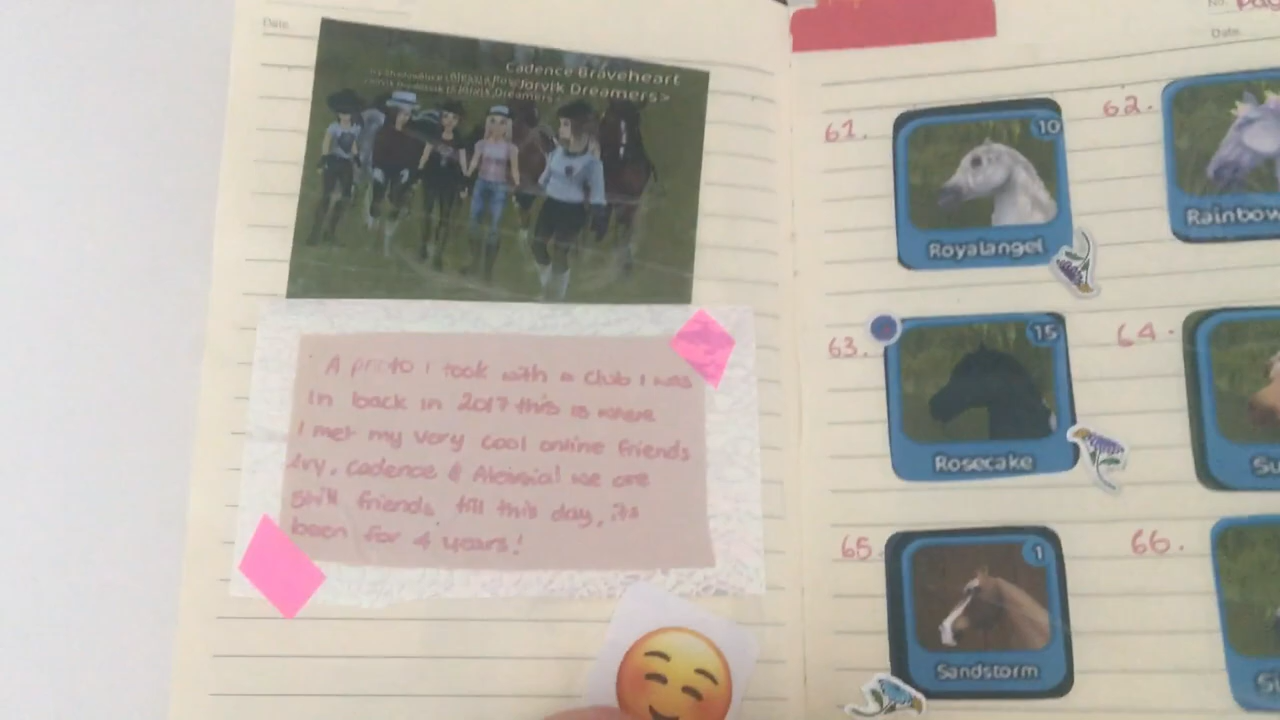 Date.
Cadence Braveheart
Jorvik Dreamers>
A photo I took with a club I was
In back in 2017 this is where
I met my very cool online friends
Ivy, Cadence & we are
still friends till this day, its
been for 4 years!
No.
Date.
61.
10
Royalangel
62.
Rainbow
63.
15
Rosecake
64.
Su
65.
1
Sandstorm
66.